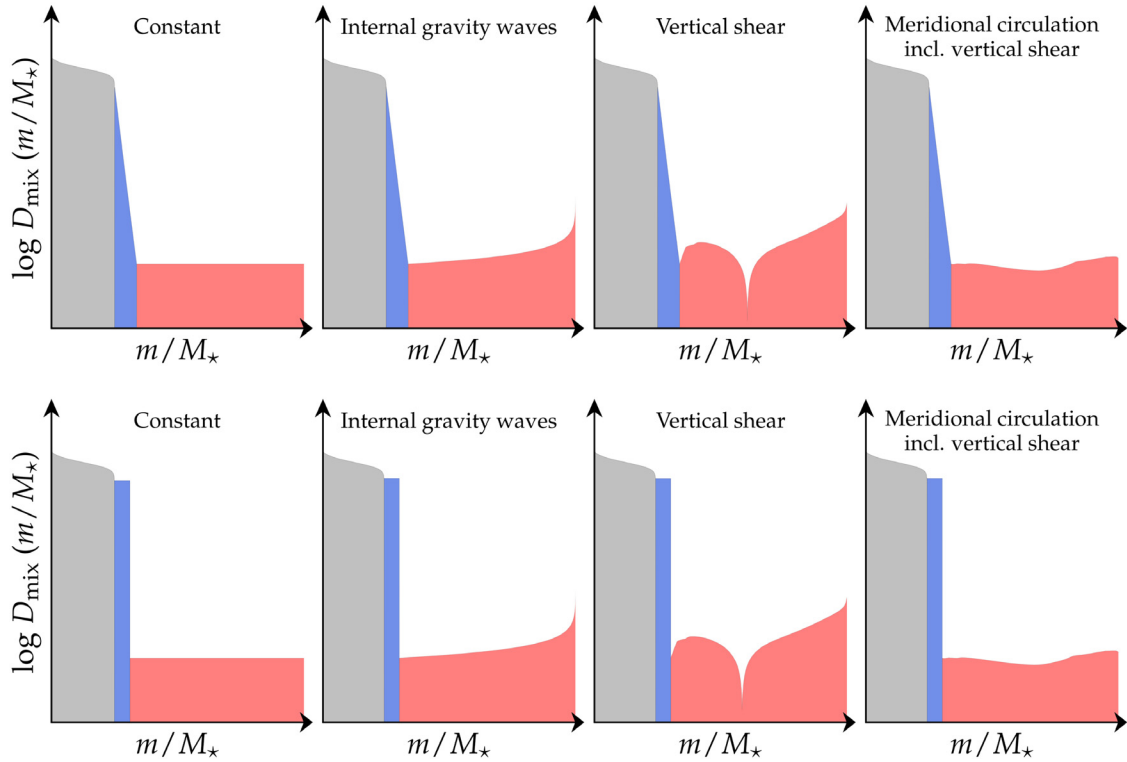 Constant
Internal gravity waves
Vertical shear
Meridional circulation
incl. vertical shear
log D_mix (m/M⋆)
m/M⋆
m/M⋆
m/M⋆
m/M⋆
Constant
Internal gravity waves
Vertical shear
Meridional circulation
incl. vertical shear
log D_mix (m/M⋆)
m/M⋆
m/M⋆
m/M⋆
m/M⋆